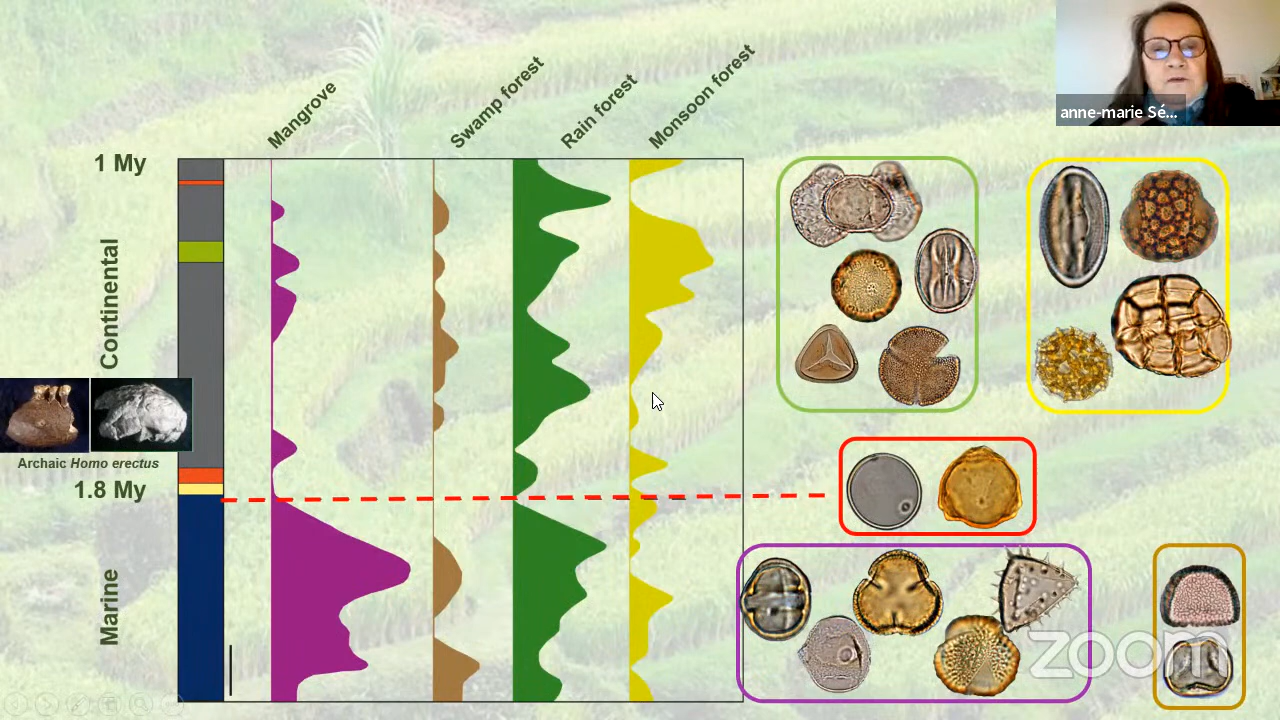 anne-marie Sé...
Mangrove
Swamp forest
Rain forest
Monsoon forest
1 My
Continental
Archaic Homo erectus
1.8 My
Marine
zoom